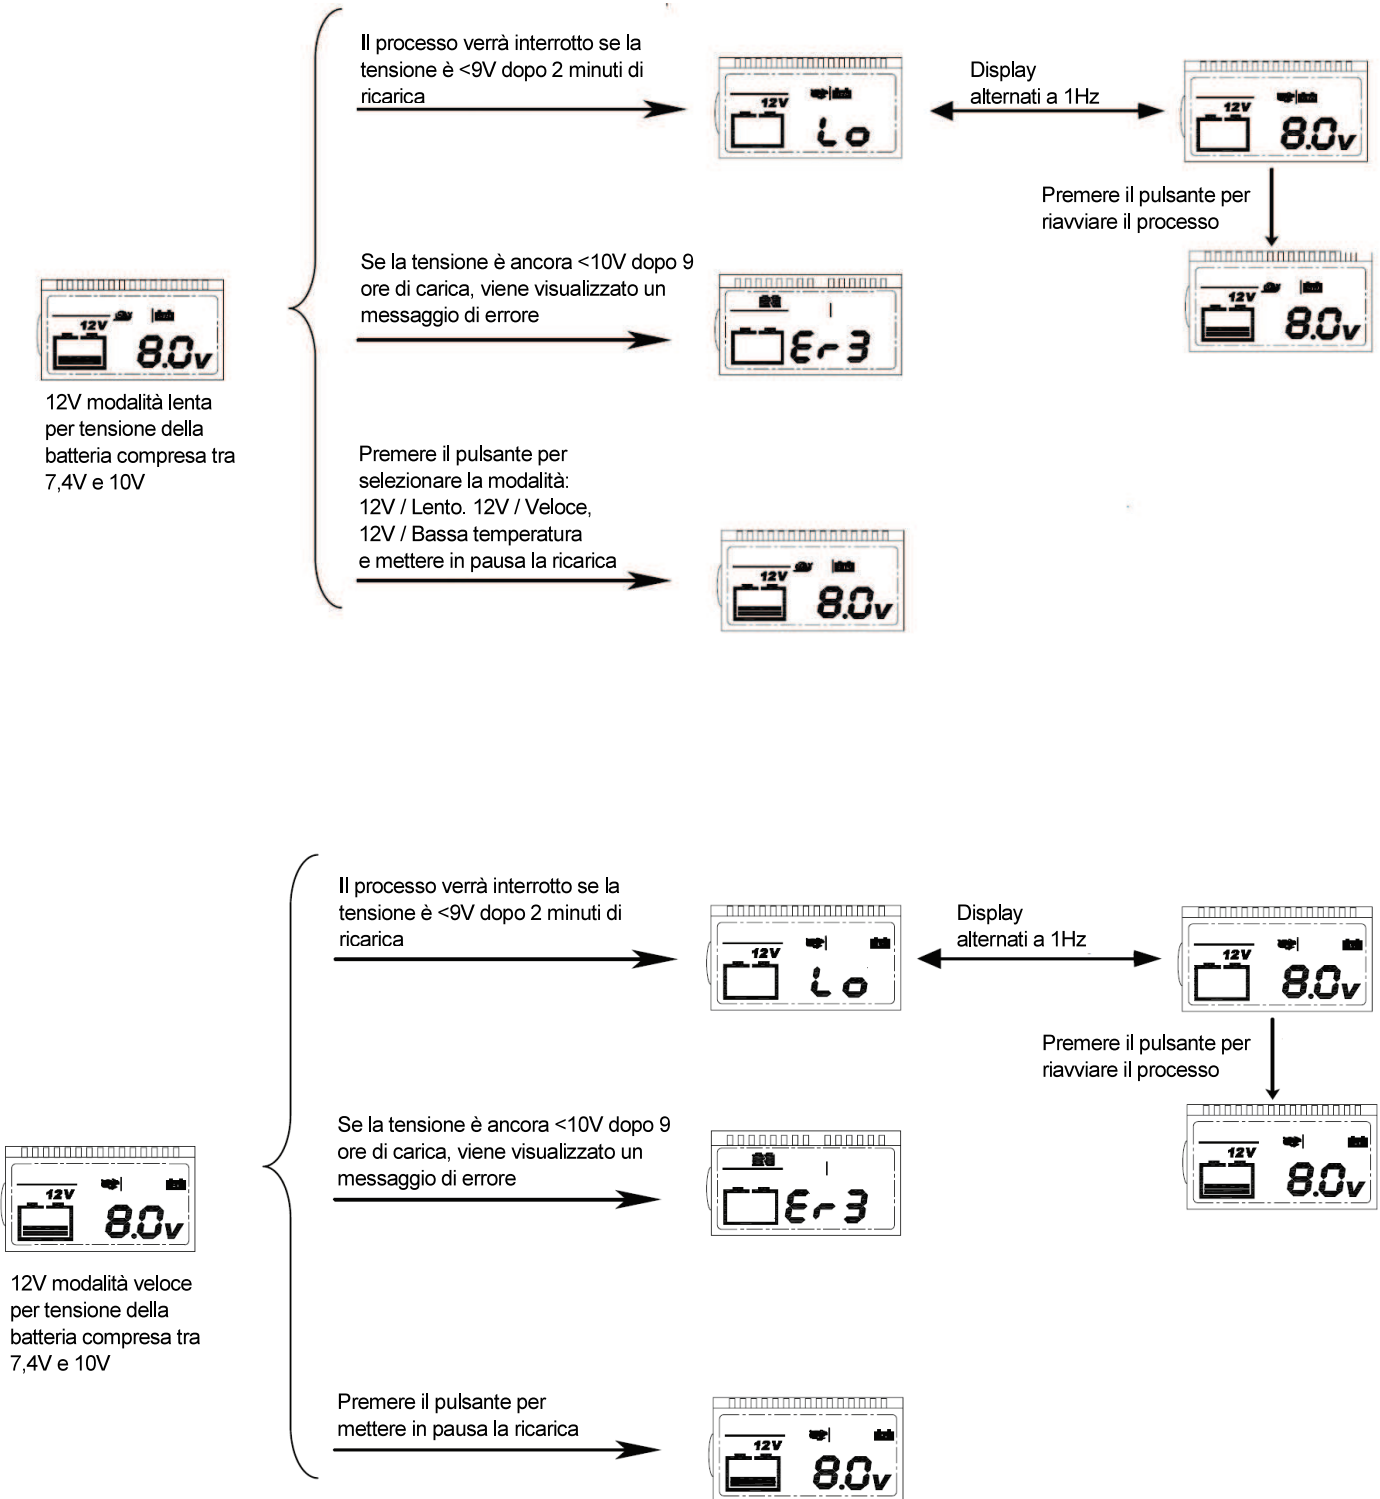 Il processo verrà interrotto se la
tensione è <9V dopo 2 minuti di
ricarica
12V
Lo
Display
alternati a 1Hz
12V
8.0v
Premere il pulsante per
riavviare il processo
12V
8.0v
Se la tensione è ancora <10V dopo 9
ore di carica, viene visualizzato un
messaggio di errore
Er3
12V
8.0v
12V modalità lenta
per tensione della
batteria compresa tra
7,4V e 10V
Premere il pulsante per
selezionare la modalità:
12V / Lento. 12V / Veloce,
12V / Bassa temperatura
e mettere in pausa la ricarica
12V
8.0v
Il processo verrà interrotto se la
tensione è <9V dopo 2 minuti di
ricarica
12V
Lo
Display
alternati a 1Hz
12V
8.0v
Premere il pulsante per
riavviare il processo
12V
8.0v
Se la tensione è ancora <10V dopo 9
ore di carica, viene visualizzato un
messaggio di errore
Er3
12V
8.0v
12V modalità veloce
per tensione della
batteria compresa tra
7,4V e 10V
Premere il pulsante per
mettere in pausa la ricarica
12V
8.0v